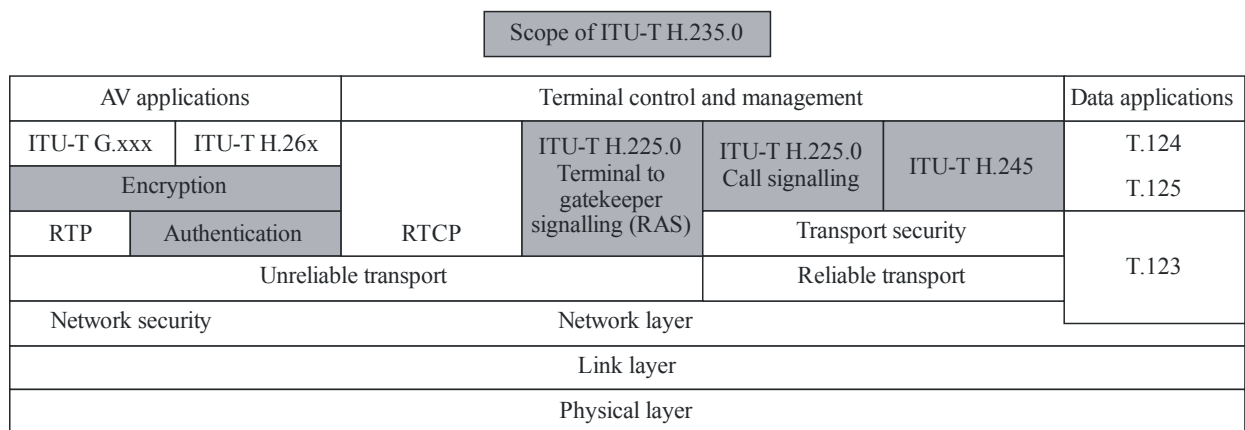 Scope of ITU-T H.235.0
AV applications
Terminal control and management
Data applications
ITU-T G.xxx
ITU-T H.26x
Encryption
RTP
Authentication
RTCP
ITU-T H.225.0
Terminal to
gatekeeper
signalling (RAS)
ITU-T H.225.0
Call signalling
ITU-T H.245
Transport security
T.124
T.125
T.123
Unreliable transport
Reliable transport
Network security
Network layer
Link layer
Physical layer